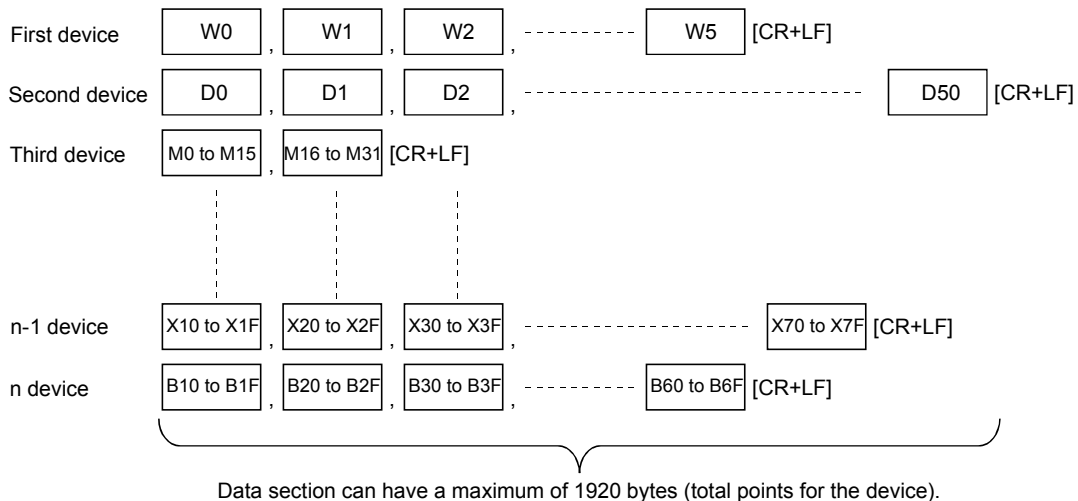 First device W0 , W1 , W2 , W5 [CR+LF]
Second device D0 , D1 , D2 , D50 [CR+LF]
Third device M0 to M15 , M16 to M31 [CR+LF]
n-1 device X10 to X1F , X20 to X2F , X30 to X3F , X70 to X7F [CR+LF]
n device B10 to B1F , B20 to B2F , B30 to B3F , B60 to B6F [CR+LF]
Data section can have a maximum of 1920 bytes (total points for the device).